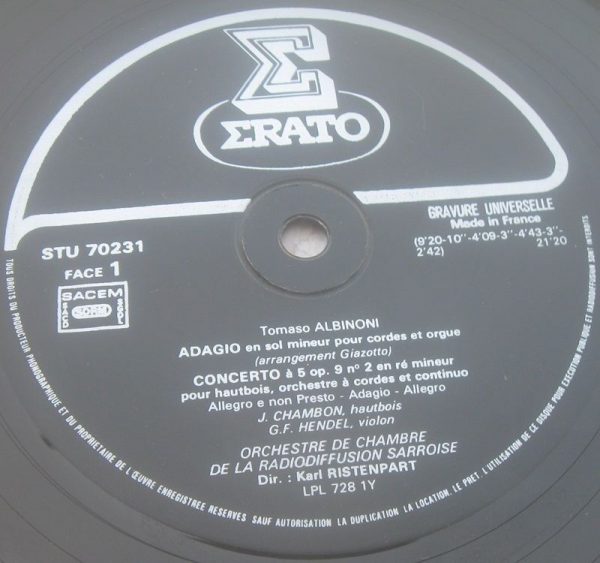 Σ
ΣRATO
STU 70231
FACE 1
SACEM
SACD SDRM SGDL
GRAVURE UNIVERSELLE
Made in France
(9'20-10"-4'09-3"-4'43-3"-
2'42) 21'20
Tomaso ALBINONI
ADAGIO en sol mineur pour cordes et orgue
(arrangement Giazotto)
CONCERTO à 5 op. 9 nº 2 en ré mineur
pour hautbois, orchestre à cordes et continuo
Allegro e non Presto - Adagio - Allegro
J. CHAMBON, hautbois
G.F. HENDEL, violon
ORCHESTRE DE CHAMBRE
DE LA RADIODIFFUSION SARROISE
Dir. : Karl RISTENPART
LPL 728 1Y
TOUS DROITS DU PRODUCTEUR PHONOGRAPHIQUE ET DU PROPRIETAIRE DE L'ŒUVRE ENREGISTREE RESERVES SAUF AUTORISATION LA DUPLICATION, LA LOCATION, LE PRET, L'UTILISATION DE CE DISQUE POUR EXECUTION PUBLIQUE ET RADIODIFFUSION SONT INTERDITS